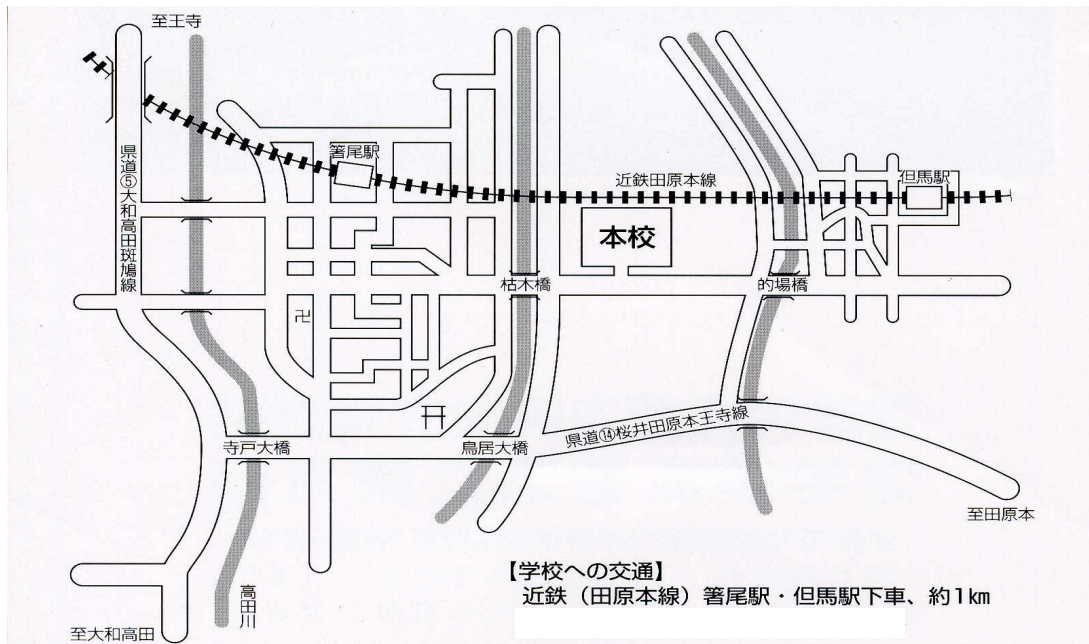 至王寺
箸尾駅
県道⑤大和高田斑鳩線
近鉄田原本線
但馬駅
本校
枯木橋
的場橋
卍
寺戸大橋
鳥居大橋
県道⑭桜井田原本王寺線
至田原本
高田川
至大和高田
【学校への交通】
近鉄（田原本線）箸尾駅・但馬駅下車、約1km